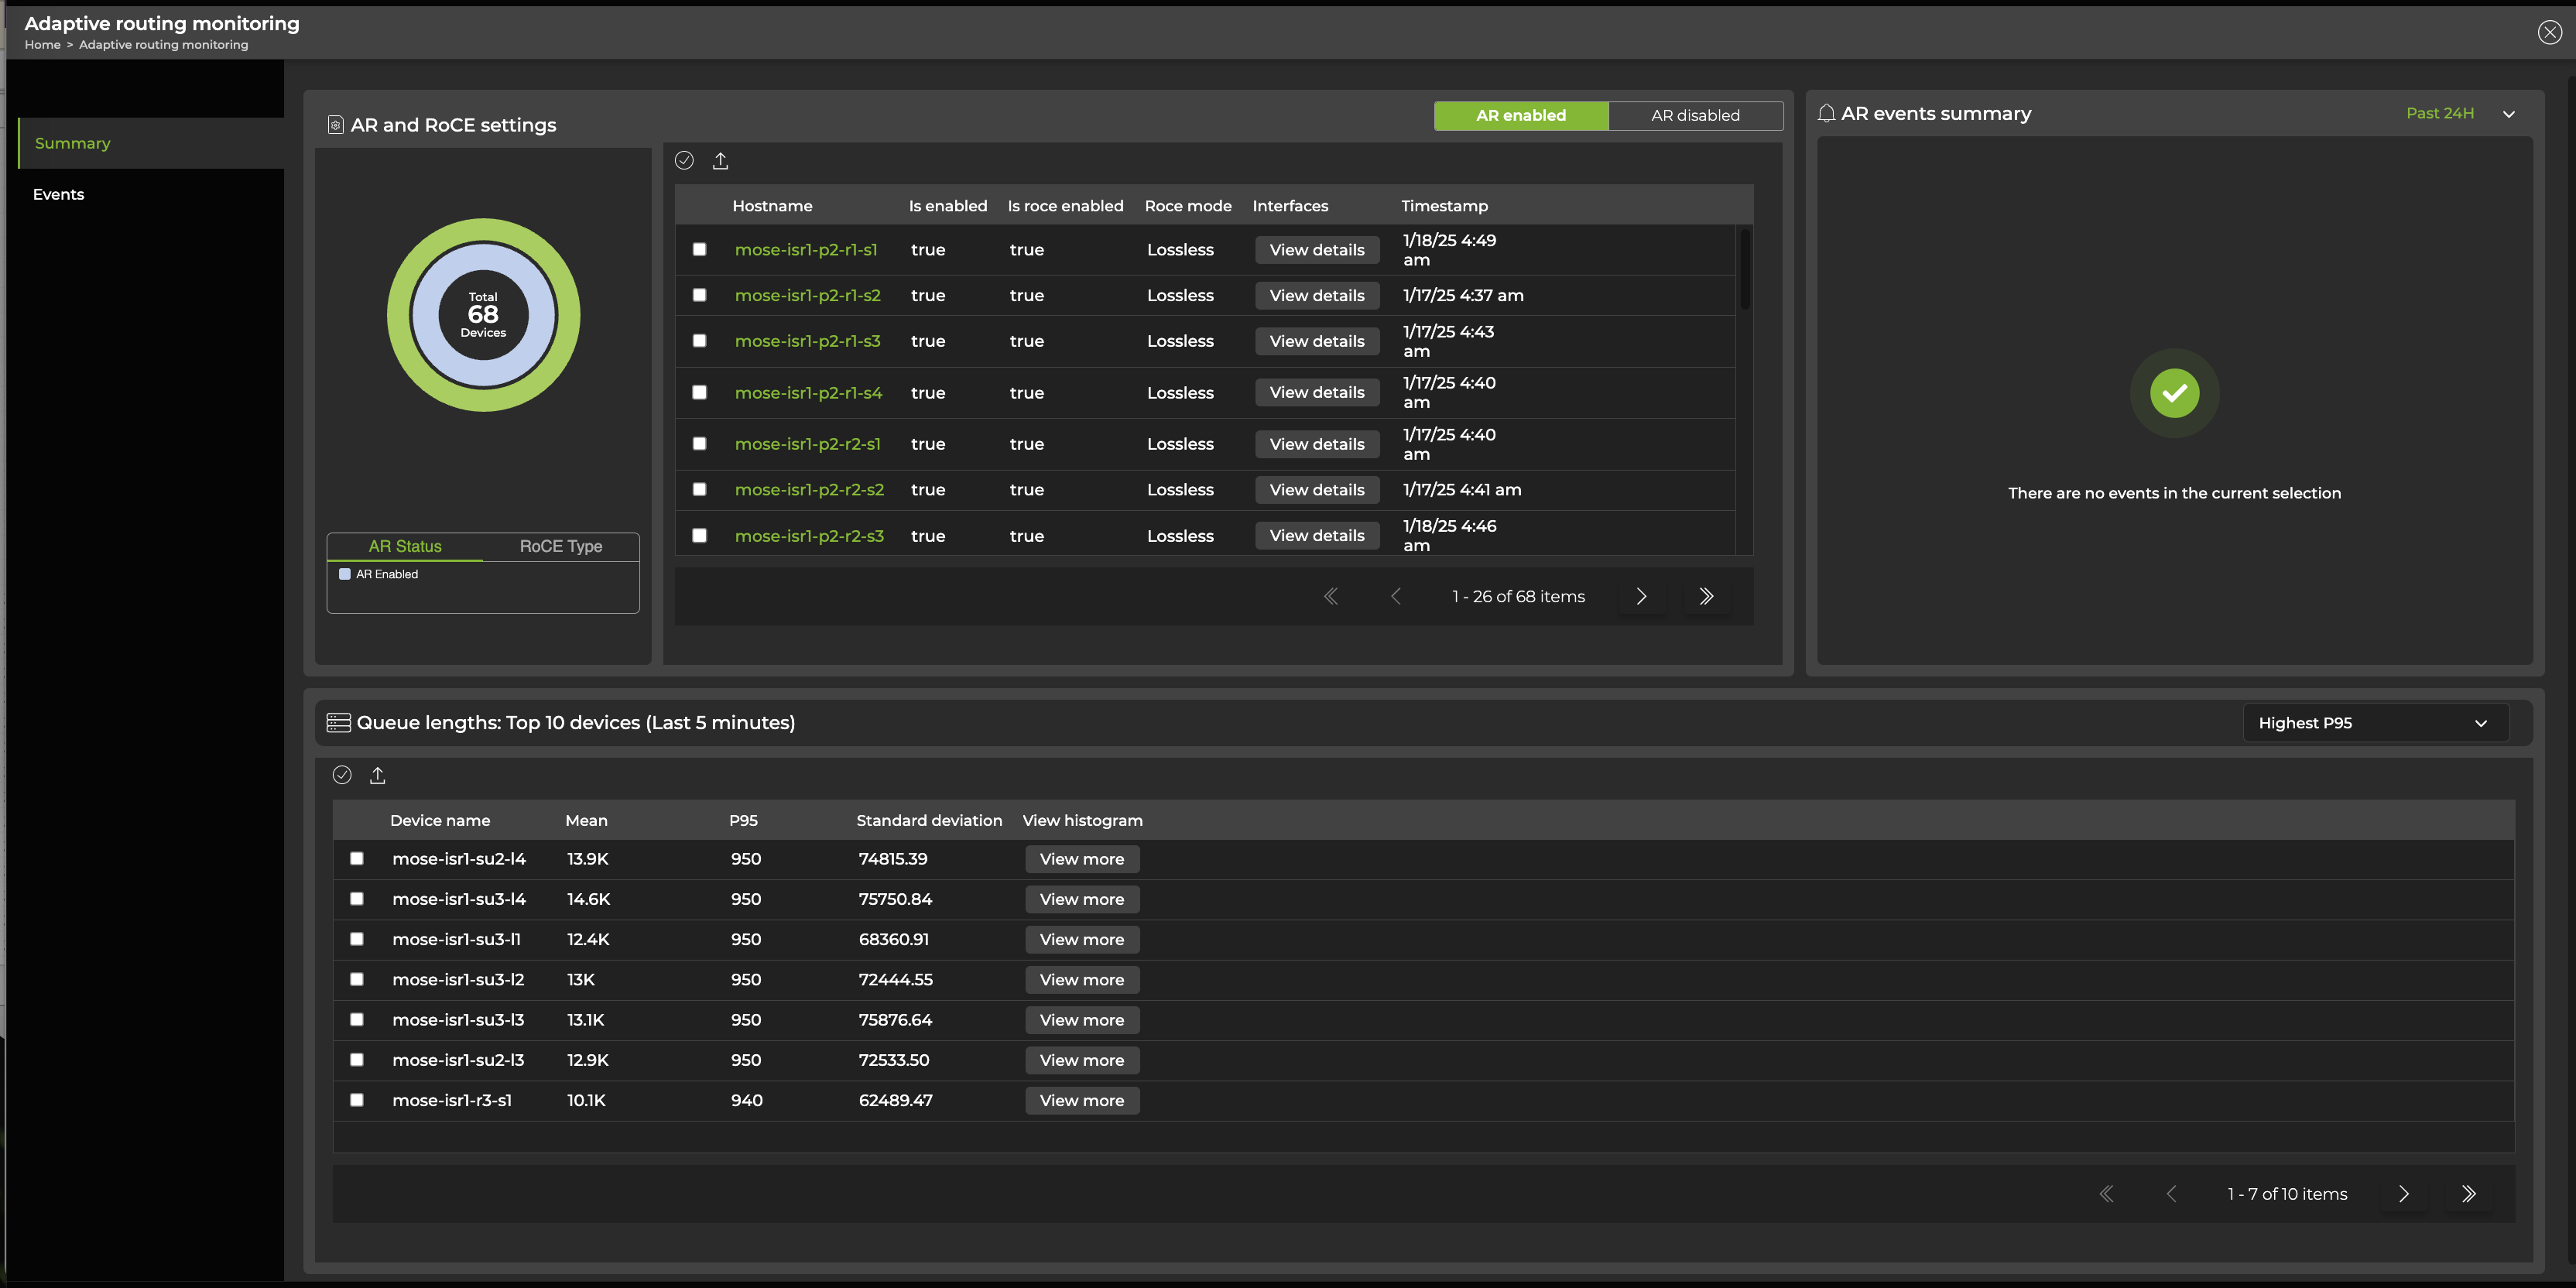 Adaptive routing monitoring
Home > Adaptive routing monitoring
Summary
Events
AR and RoCE settings
AR enabled AR disabled
Total
68
Devices
AR Status RoCE Type
AR Enabled
Hostname Is enabled Is roce enabled Roce mode Interfaces Timestamp
mose-isr1-p2-r1-s1 true true Lossless View details 1/18/25 4:49
am
mose-isr1-p2-r1-s2 true true Lossless View details 1/17/25 4:37 am
mose-isr1-p2-r1-s3 true true Lossless View details 1/17/25 4:43
am
mose-isr1-p2-r1-s4 true true Lossless View details 1/17/25 4:40
am
mose-isr1-p2-r2-s1 true true Lossless View details 1/17/25 4:40
am
mose-isr1-p2-r2-s2 true true Lossless View details 1/17/25 4:41 am
mose-isr1-p2-r2-s3 true true Lossless View details 1/18/25 4:46
am
1 - 26 of 68 items
AR events summary
Past 24H
There are no events in the current selection
Queue lengths: Top 10 devices (Last 5 minutes)
Highest P95
Device name Mean P95 Standard deviation View histogram
mose-isr1-su2-l4 13.9K 950 74815.39 View more
mose-isr1-su3-l4 14.6K 950 75750.84 View more
mose-isr1-su3-l1 12.4K 950 68360.91 View more
mose-isr1-su3-l2 13K 950 72444.55 View more
mose-isr1-su3-l3 13.1K 950 75876.64 View more
mose-isr1-su2-l3 12.9K 950 72533.50 View more
mose-isr1-r3-s1 10.1K 940 62489.47 View more
1 - 7 of 10 items